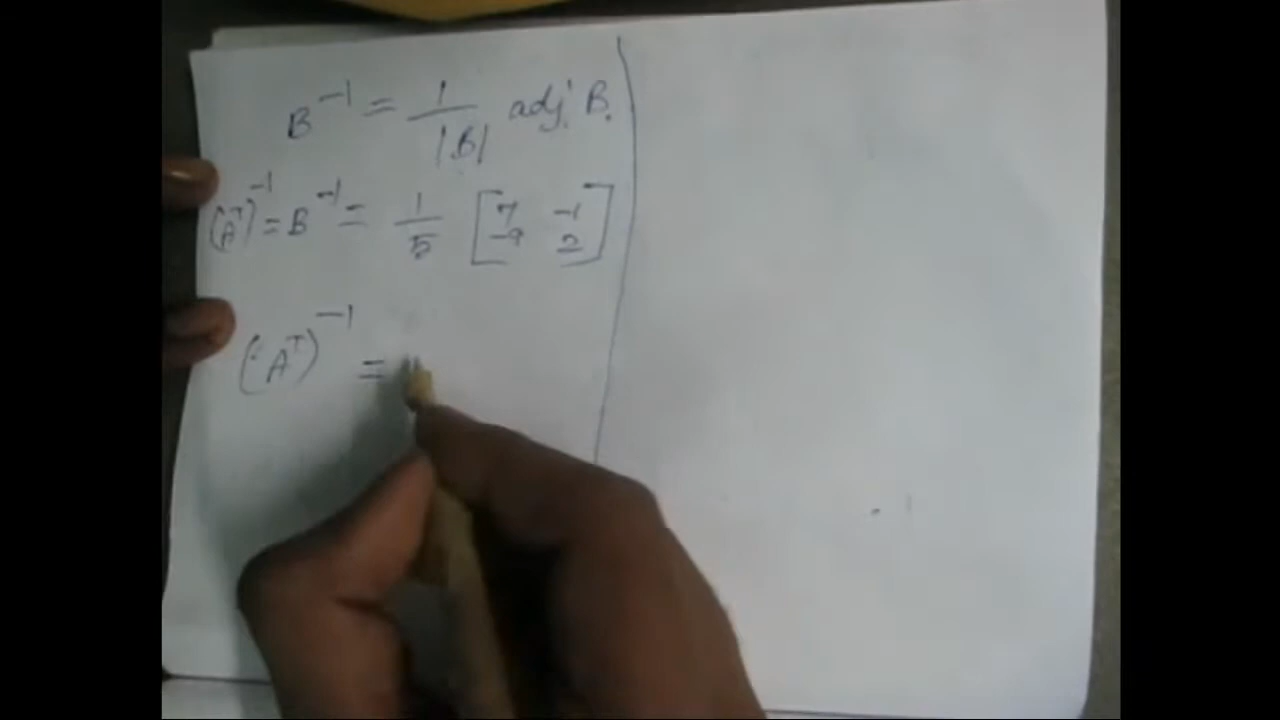 B⁻¹ = 1/|B| adj. B.
(Aᵀ)⁻¹ = B⁻¹ = 1/5 [7 -1
-9 2]
(Aᵀ)⁻¹ =